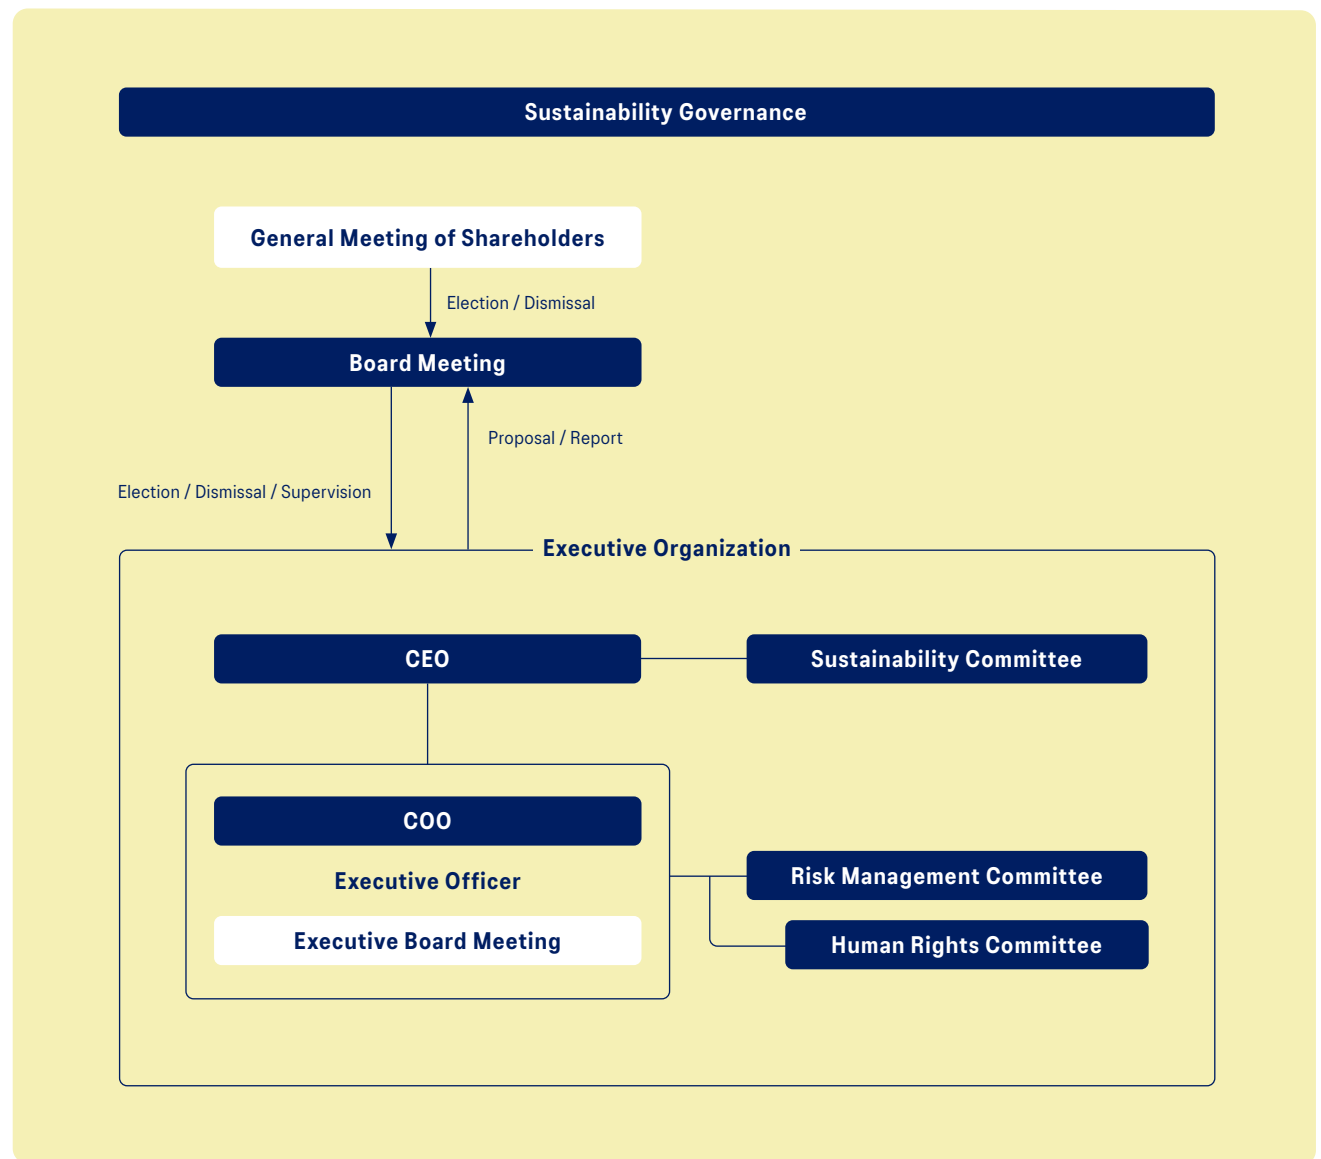 Sustainability Governance
General Meeting of Shareholders
Election / Dismissal
Board Meeting
Proposal / Report
Election / Dismissal / Supervision
Executive Organization
CEO
Sustainability Committee
COO
Executive Officer
Executive Board Meeting
Risk Management Committee
Human Rights Committee